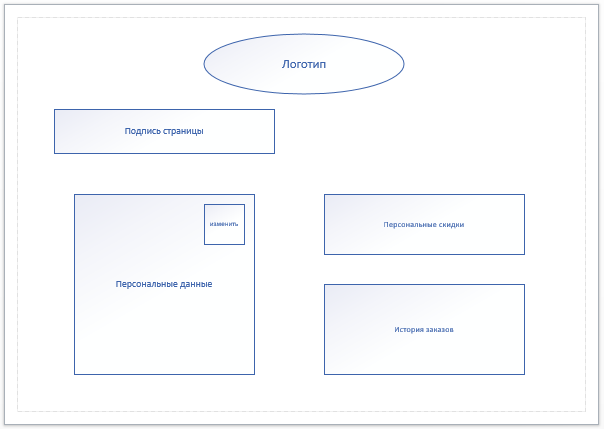 Логотип
Подпись страницы
изменить
Персональные данные
Персональные скидки
История заказов